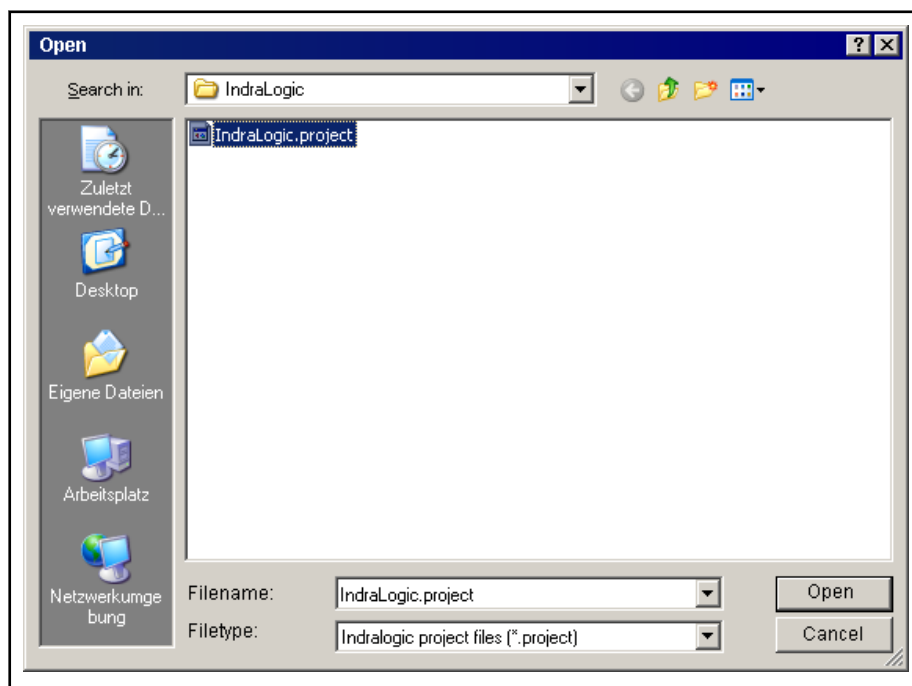 Open
Search in:
IndraLogic
IndraLogic.project
Zuletzt
verwendete D...
Desktop
Eigene Dateien
Arbeitsplatz
Netzwerkumge
bung
Filename:
IndraLogic.project
Open
Filetype:
Indralogic project files (*.project)
Cancel